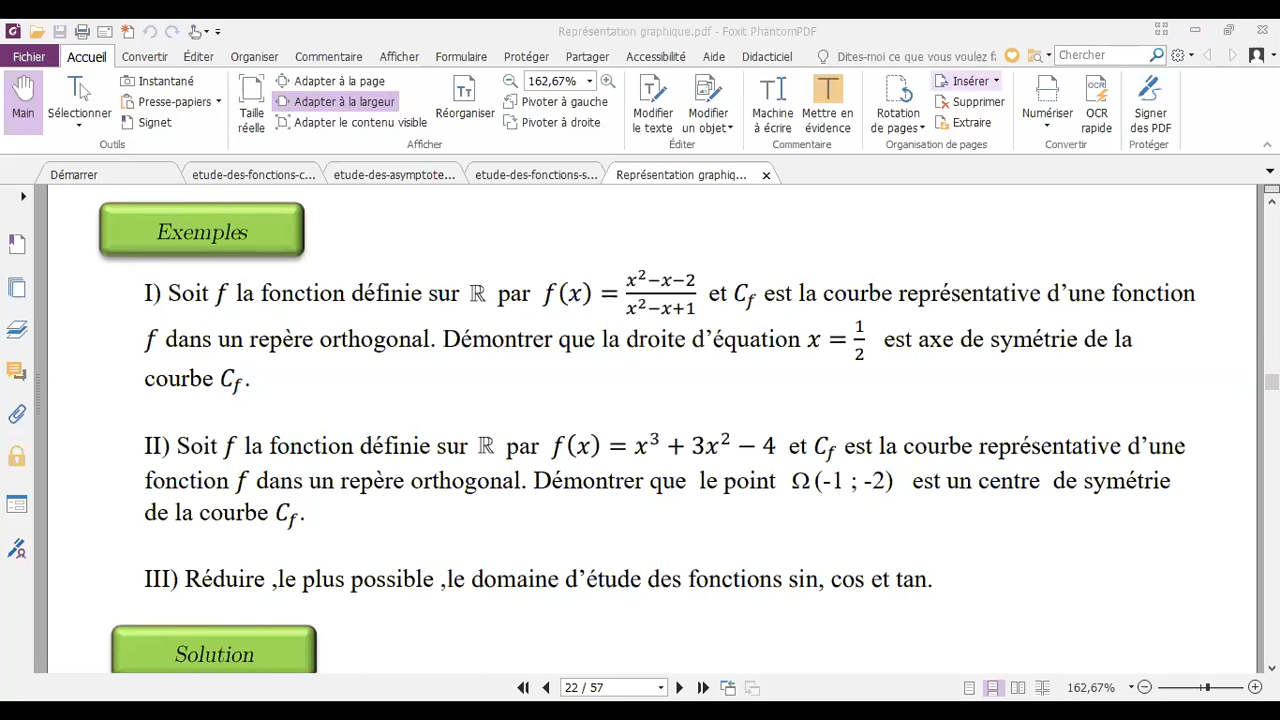 Représentation graphique.pdf - Foxit PhantomPDF
Fichier Accueil Convertir Éditer Organiser Commentaire Afficher Formulaire Protéger Partager Accessibilité Aide Didacticiel Dites-moi ce que vous voulez f Chercher
Main
Sélectionner
Instantané
Presse-papiers
Signet
Taille réelle
Adapter à la page
Adapter à la largeur
Adapter le contenu visible
Réorganiser
162,67%
Pivoter à gauche
Pivoter à droite
Modifier le texte
Modifier un objet
Machine à écrire
Mettre en évidence
Rotation de pages
Insérer
Supprimer
Extraire
Numériser
OCR rapide
Signer des PDF
Outils Afficher Éditer Commentaire Organisation de pages Convertir Protéger
Démarrer etude-des-fonctions-c... etude-des-asymptote... etude-des-fonctions-s... Représentation graphiq...
Exemples
I) Soit f la fonction définie sur ℝ par f(x) = (x²−x−2)/(x²−x+1) et C_f est la courbe représentative d’une fonction
f dans un repère orthogonal. Démontrer que la droite d’équation x = 1/2 est axe de symétrie de la
courbe C_f.
II) Soit f la fonction définie sur ℝ par f(x) = x³ + 3x² − 4 et C_f est la courbe représentative d’une
fonction f dans un repère orthogonal. Démontrer que le point Ω (-1 ; -2) est un centre de symétrie
de la courbe C_f.
III) Réduire ,le plus possible ,le domaine d’étude des fonctions sin, cos et tan.
Solution
22 / 57 162,67%